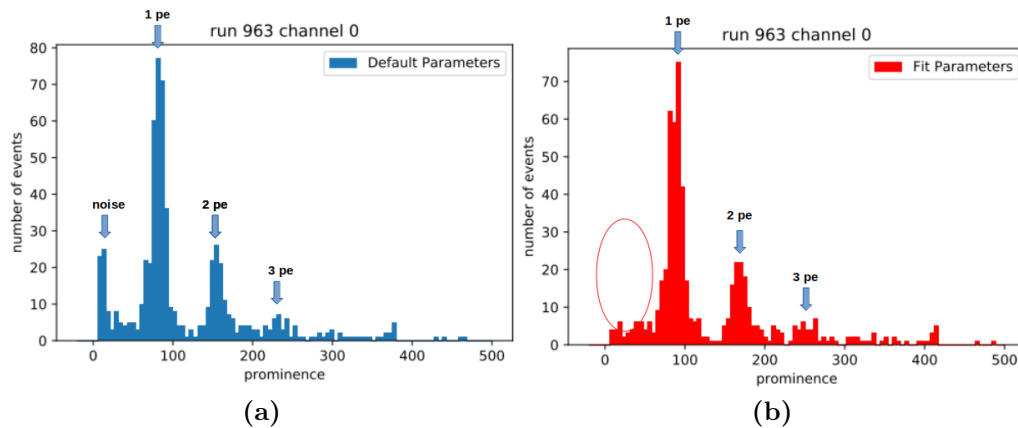 1 pe
run 963 channel 0
Default Parameters
noise
2 pe
3 pe
number of events
80
70
60
50
40
30
20
10
0
0 100 200 300 400 500
prominence
(a)
1 pe
run 963 channel 0
Fit Parameters
2 pe
3 pe
number of events
70
60
50
40
30
20
10
0
0 100 200 300 400 500
prominence
(b)